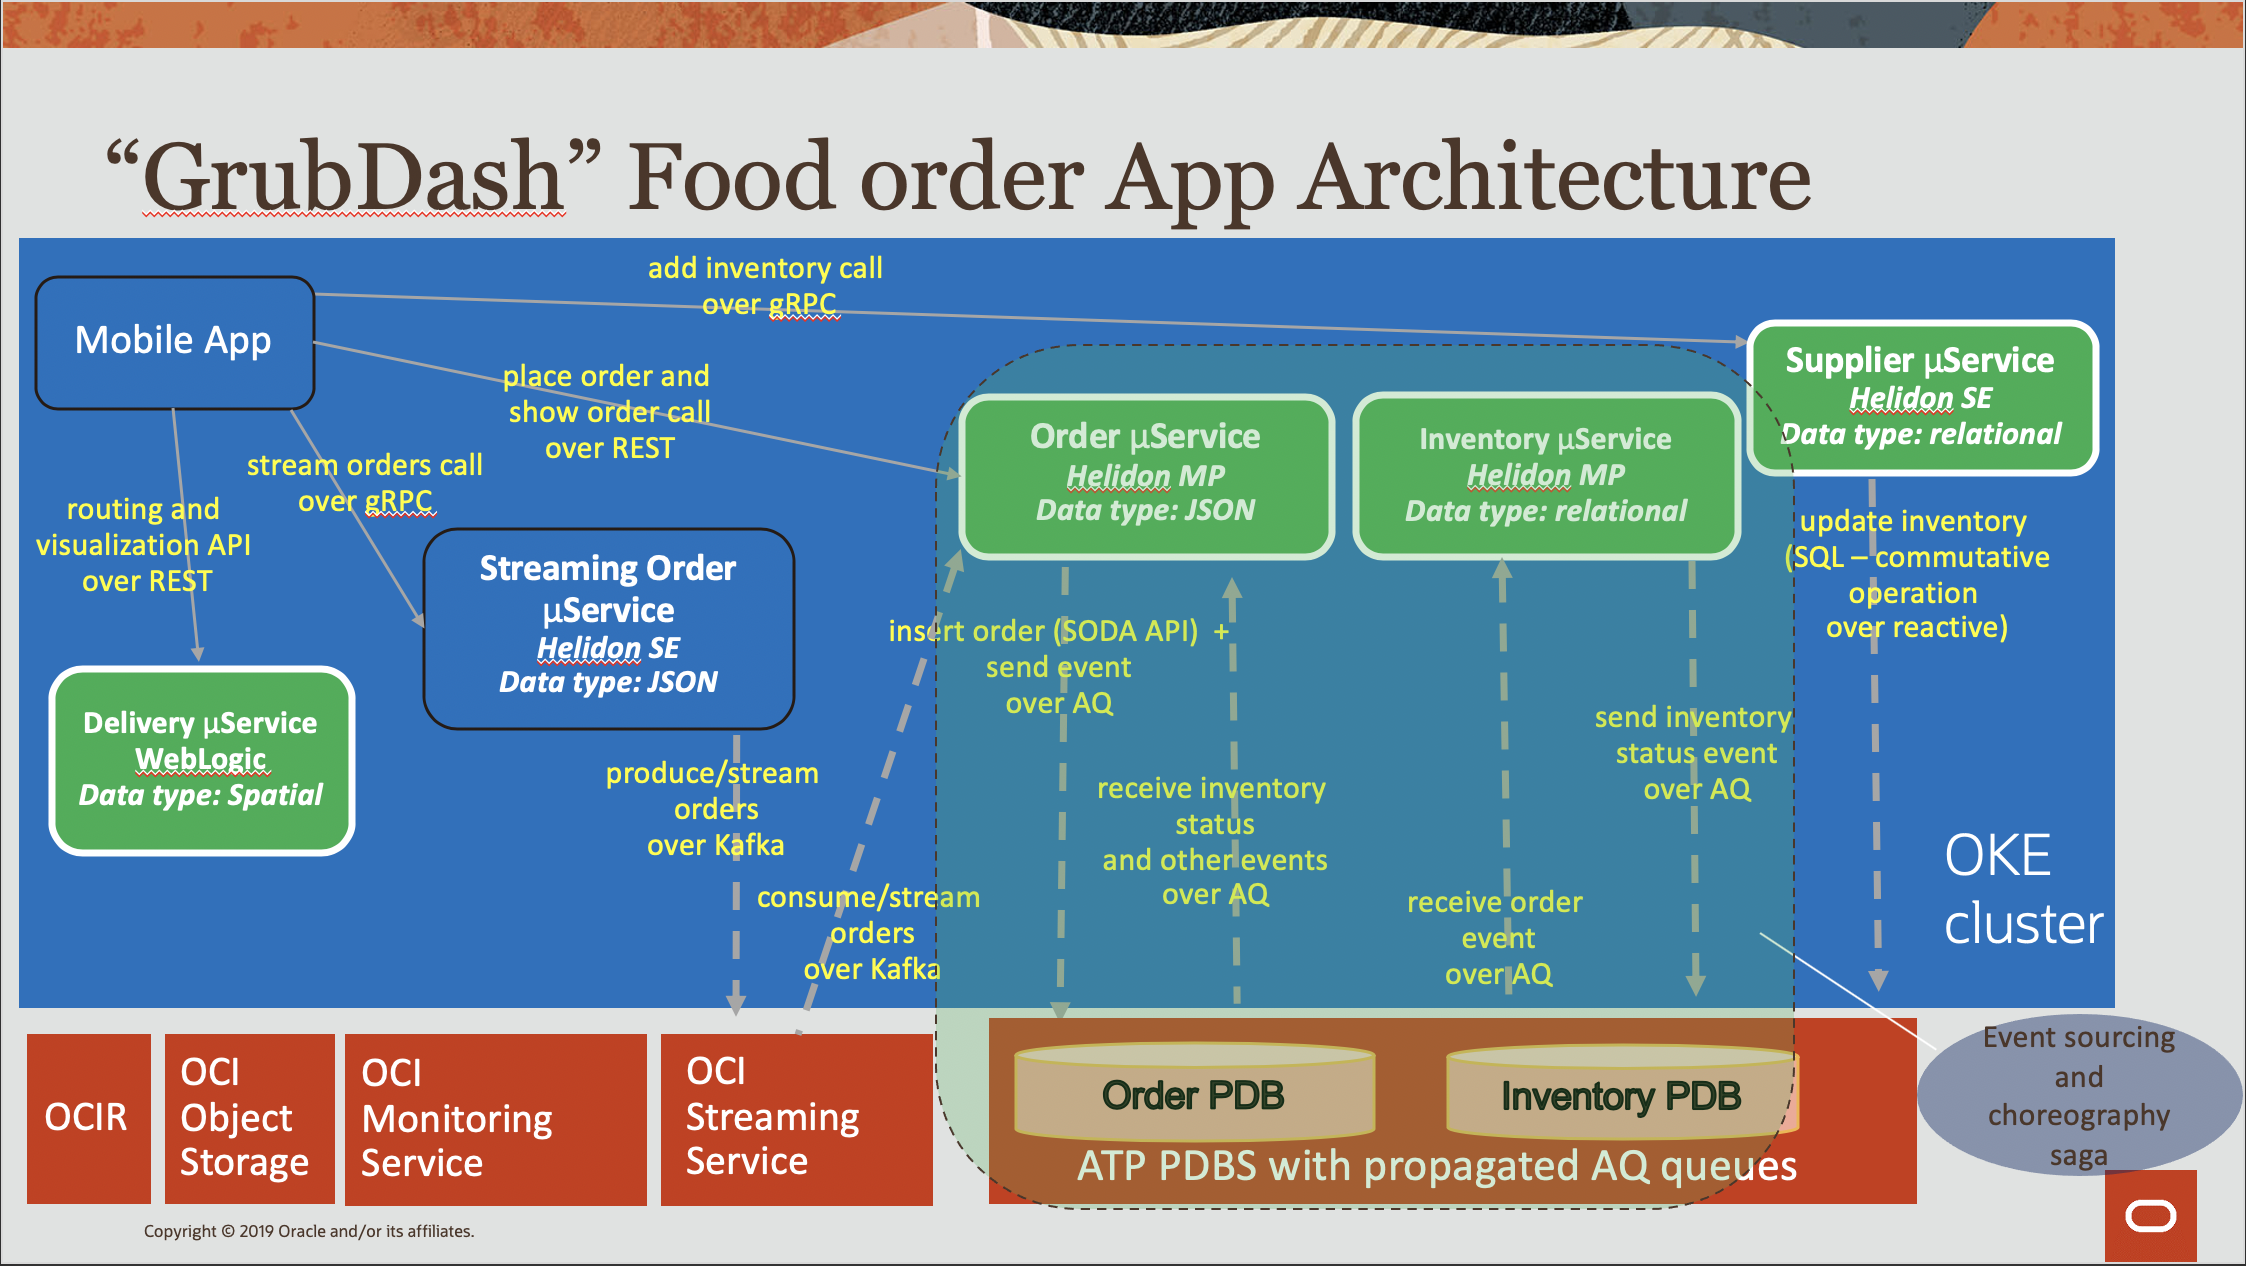 “GrubDash” Food order App Architecture
add inventory call
over gRPC
Mobile App
place order and
show order call
over REST
stream orders call
over gRPC
routing and
visualization API
over REST
Supplier µService
Helidon SE
Data type: relational
Order µService
Helidon MP
Data type: JSON
Inventory µService
Helidon MP
Data type: relational
Streaming Order
µService
Helidon SE
Data type: JSON
Delivery µService
WebLogic
Data type: Spatial
update inventory
(SQL – commutative
operation
over reactive)
insert order (SODA API) +
send event
over AQ
send inventory
status event
over AQ
produce/stream
orders
over Kafka
receive inventory
status
and other events
over AQ
consume/stream
orders
over Kafka
receive order
event
over AQ
OKE
cluster
OCIR
OCI
Object
Storage
OCI
Monitoring
Service
OCI
Streaming
Service
Order PDB
Inventory PDB
ATP PDBS with propagated AQ queues
Event sourcing
and
choreography
saga
Copyright © 2019 Oracle and/or its affiliates.